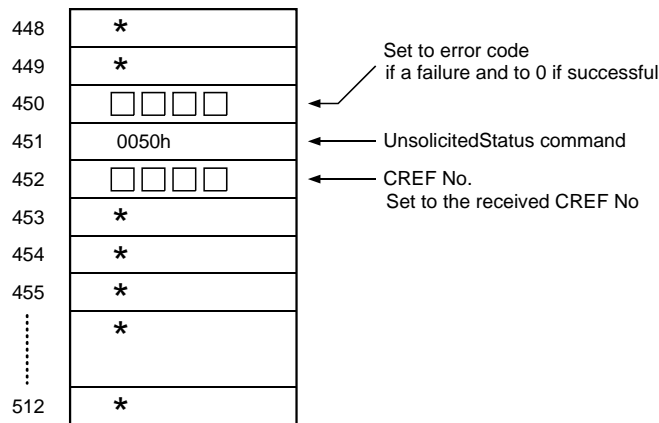 448 *
449 *
Set to error code
if a failure and to 0 if successful
450 □□□□
451 0050h UnsolicitedStatus command
452 □□□□ CREF No.
Set to the received CREF No
453 *
454 *
455 *
*
512 *